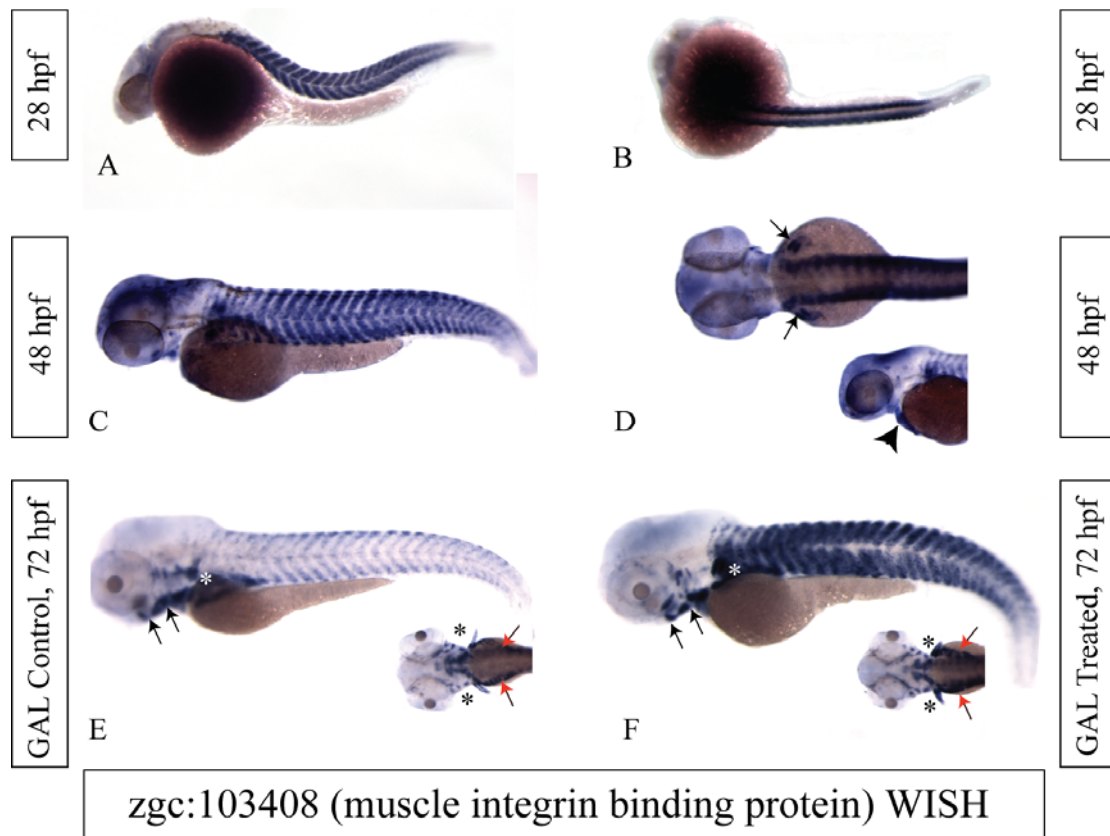 28 hpf
A
B
28 hpf
48 hpf
C
D
48 hpf
GAL Control, 72 hpf
*
*
*
E
*
*
*
F
GAL Treated, 72 hpf
zgc:103408 (muscle integrin binding protein) WISH